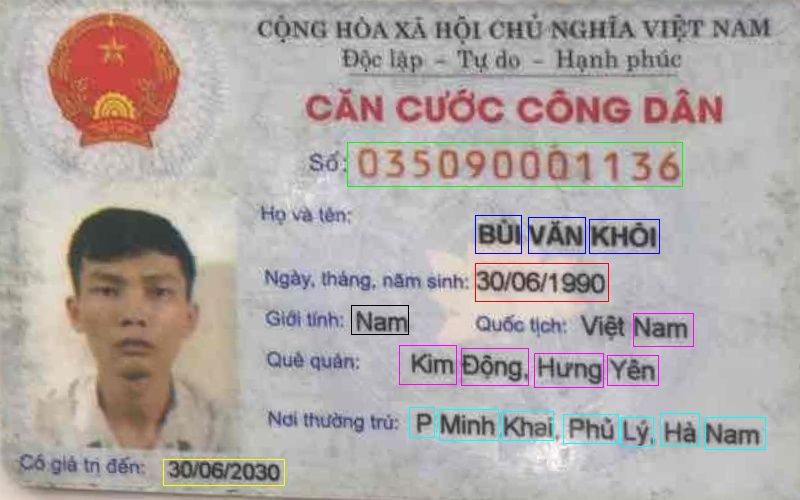 CỘNG HÒA XÃ HỘI CHỦ NGHĨA VIỆT NAM
Độc lập - Tự do - Hạnh phúc
CĂN CƯỚC CÔNG DÂN
Số: 035090001136
Họ và tên:
BÙI VĂN KHÔI
Ngày, tháng, năm sinh: 30/06/1990
Giới tính: Nam Quốc tịch: Việt Nam
Quê quán: Kim Động, Hưng Yên
Nơi thường trú: P Minh Khai, Phủ Lý, Hà Nam
Có giá trị đến: 30/06/2030